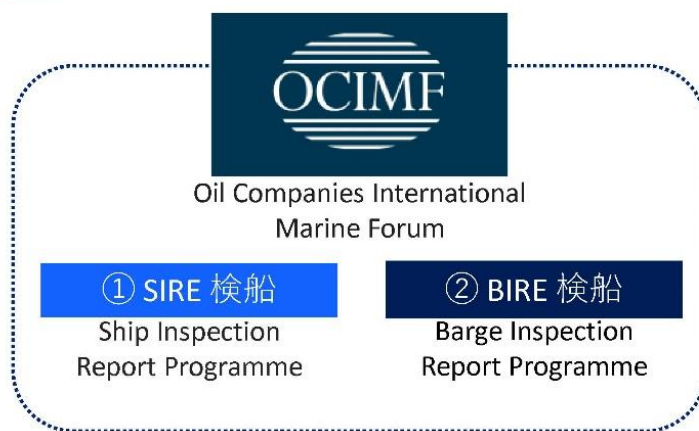 OCIMF
Oil Companies International
Marine Forum
① SIRE 検船
② BIRE 検船
Ship Inspection
Report Programme
Barge Inspection
Report Programme